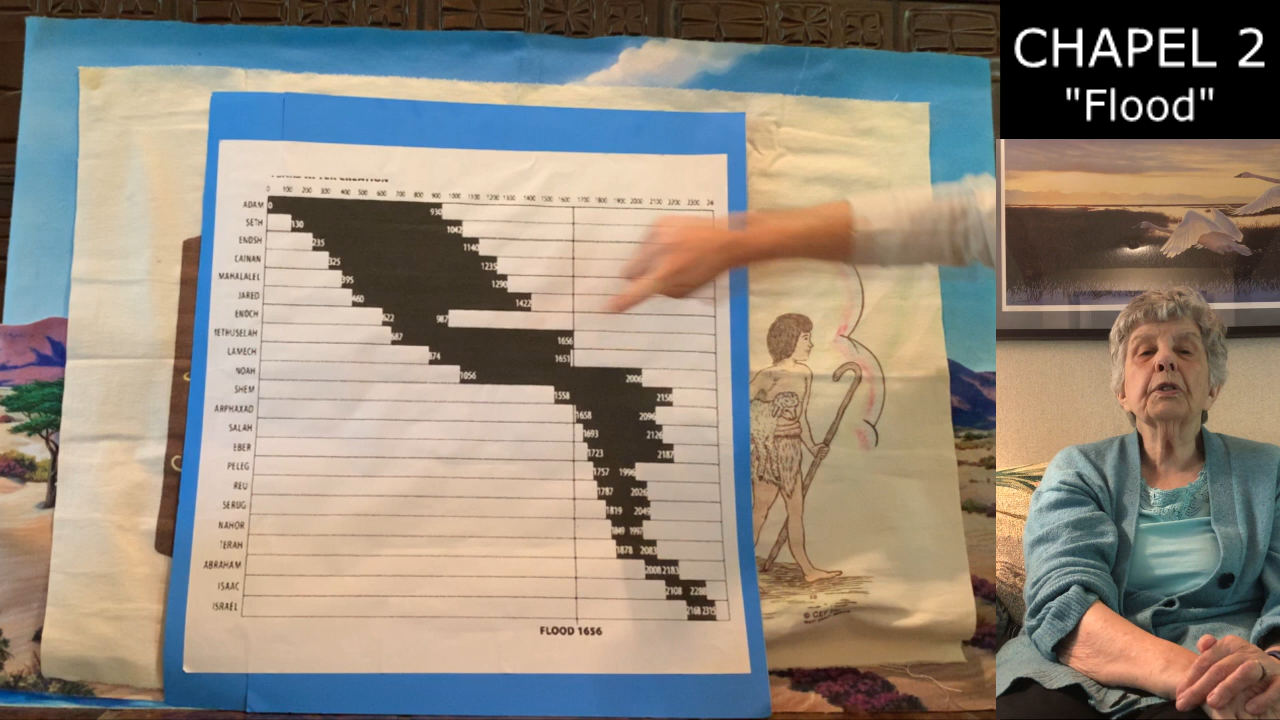 CHAPEL 2
"Flood"
YEARS AFTER CREATION
0 100 200 300 400 500 600 700 800 900 1000 1100 1200 1300 1400 1500 1600 1700 1800 1900 2000 2100 2200 2300 24
ADAM 0 930
SETH 130 1042
ENOSH 235 1140
CAINAN 325 1235
MAHALALEL 395 1290
JARED 460 1422
ENOCH 622 987
METHUSELAH 687 1656
LAMECH 874 1651
NOAH 1056 2006
SHEM 1558 2158
ARPHAXAD 1658 2096
SALAH 1693 2126
EBER 1723 2187
PELEG 1757 1996
REU 1787 2026
SERUG 1819 2049
NAHOR 1849 1997
TERAH 1878 2083
ABRAHAM 2008 2183
ISAAC 2108 2288
ISRAEL 2168 2315
FLOOD 1656